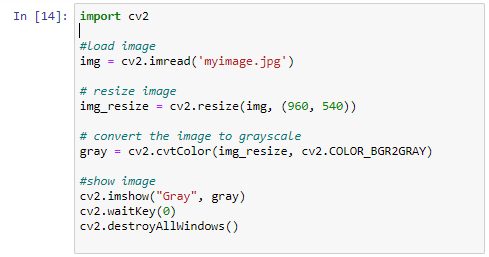 In [14]: import cv2
#load image
img = cv2.imread('myimage.jpg')
# resize image
img_resize = cv2.resize(img, (960, 540))
# convert the image to grayscale
gray = cv2.cvtColor(img_resize, cv2.COLOR_BGR2GRAY)
#show image
cv2.imshow("Gray", gray)
cv2.waitKey(0)
cv2.destroyAllWindows()